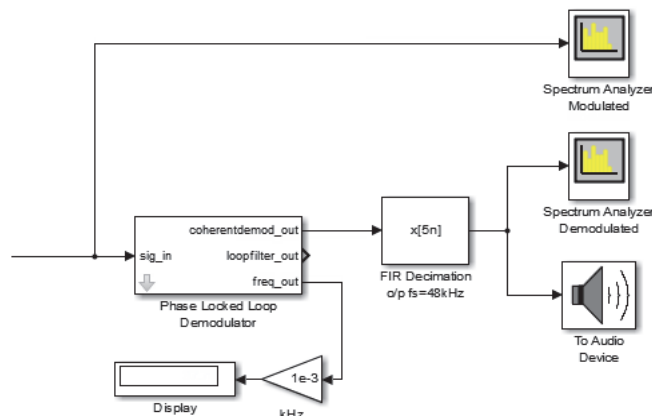 Spectrum Analyzer
Modulated
Spectrum Analyzer
Demodulated
coherentdemod_out
sig_in
loopfilter_out
freq_out
Phase Locked Loop
Demodulator
x[5n]
FIR Decimation
o/p fs=48kHz
To Audio
Device
1e-3
kHz
Display